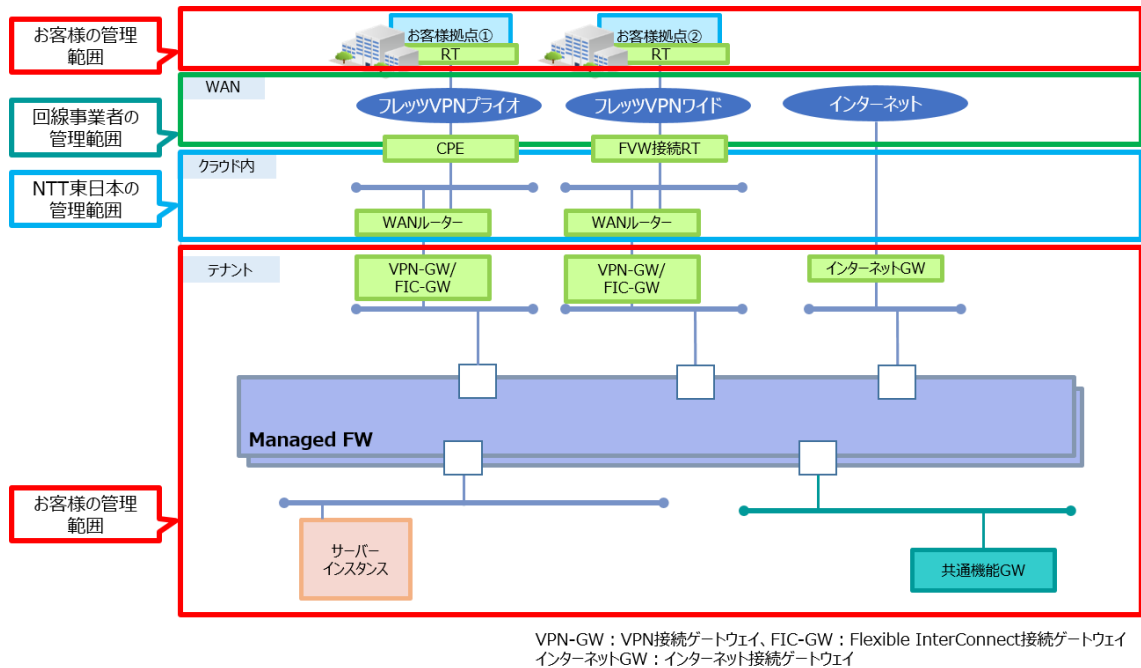 お客様の管理
範囲
お客様拠点①
RT
お客様拠点②
RT
WAN
回線事業者の
管理範囲
フレッツVPNプライオ
フレッツVPNワイド
インターネット
CPE
FVW接続RT
クラウド内
NTT東日本の
管理範囲
WANルーター
WANルーター
テナント
VPN-GW/
FIC-GW
VPN-GW/
FIC-GW
インターネットGW
Managed FW
お客様の管理
範囲
サーバー
インスタンス
共通機能GW
VPN-GW：VPN接続ゲートウェイ、FIC-GW：Flexible InterConnect接続ゲートウェイ
インターネットGW：インターネット接続ゲートウェイ